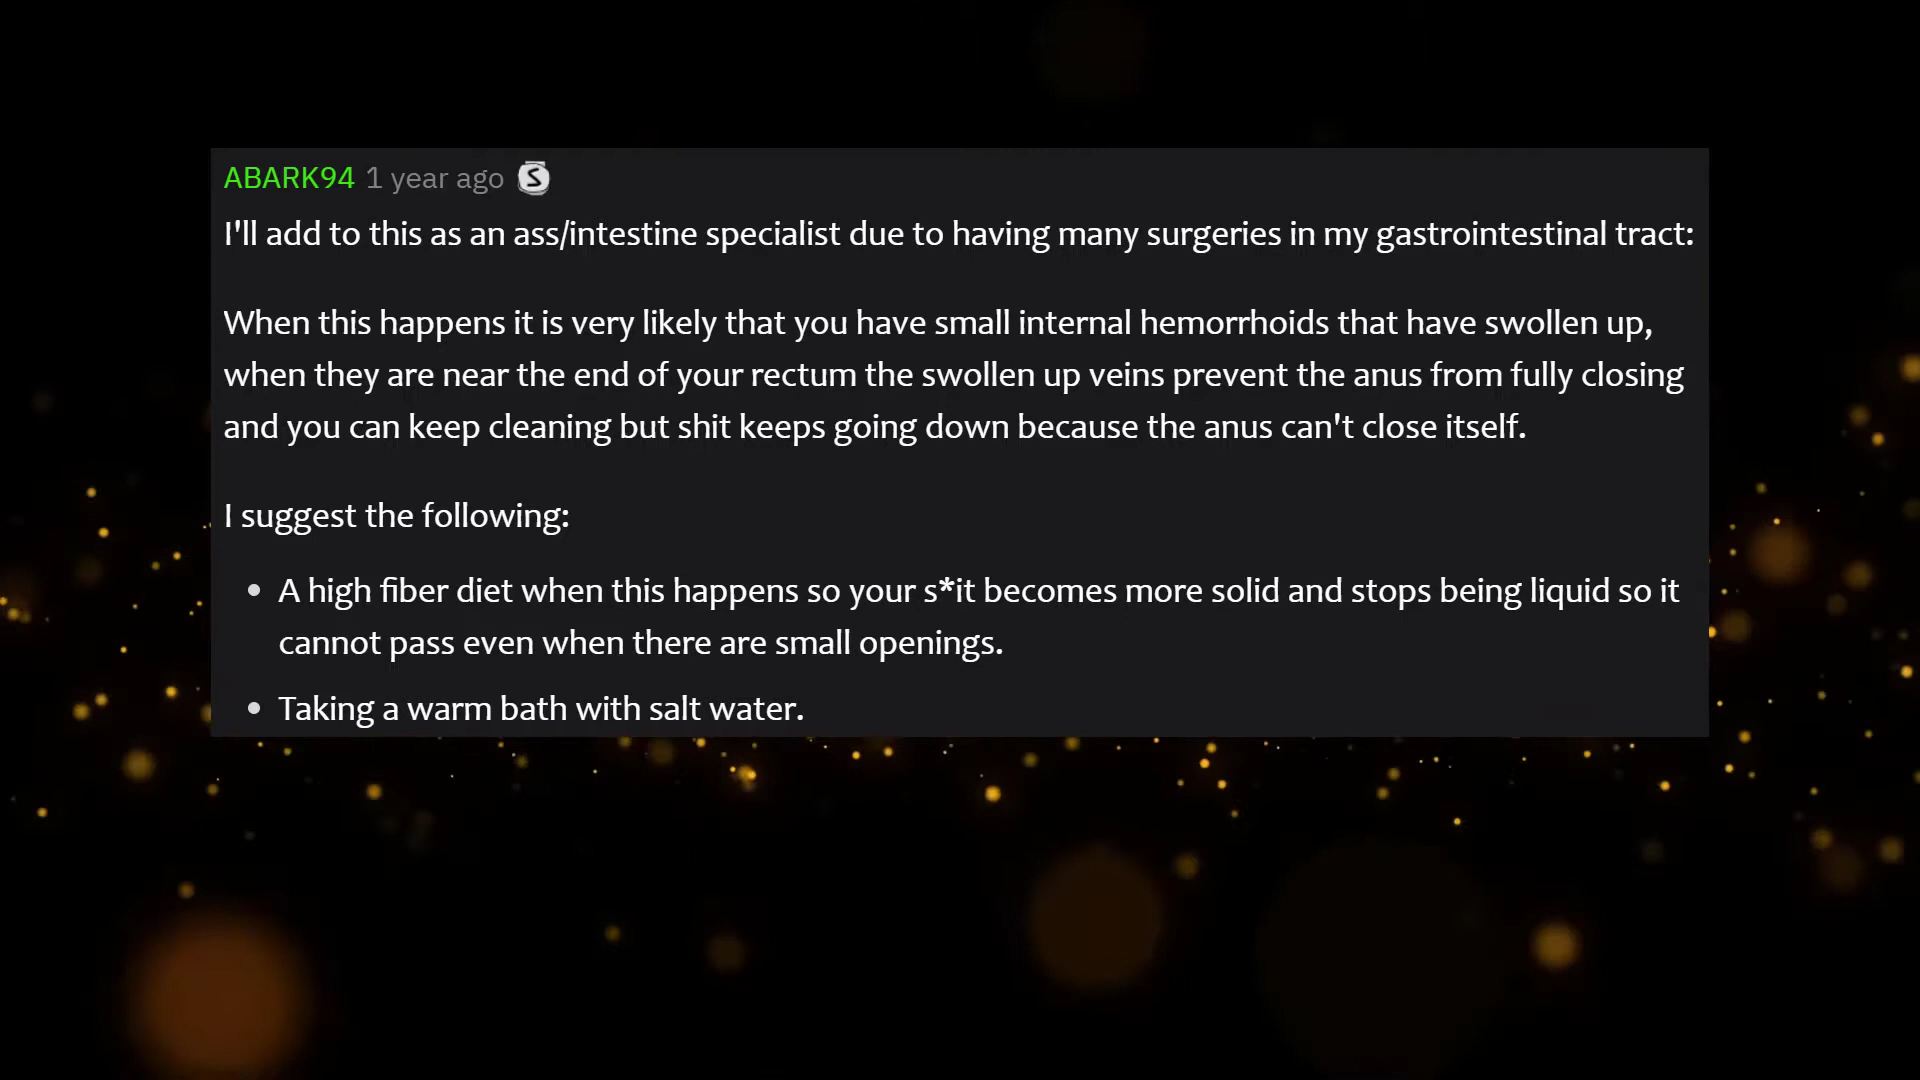 ABARK94 1 year ago S
I'll add to this as an ass/intestine specialist due to having many surgeries in my gastrointestinal tract:
When this happens it is very likely that you have small internal hemorrhoids that have swollen up,
when they are near the end of your rectum the swollen up veins prevent the anus from fully closing
and you can keep cleaning but shit keeps going down because the anus can't close itself.
I suggest the following:
• A high fiber diet when this happens so your s*it becomes more solid and stops being liquid so it
cannot pass even when there are small openings.
• Taking a warm bath with salt water.